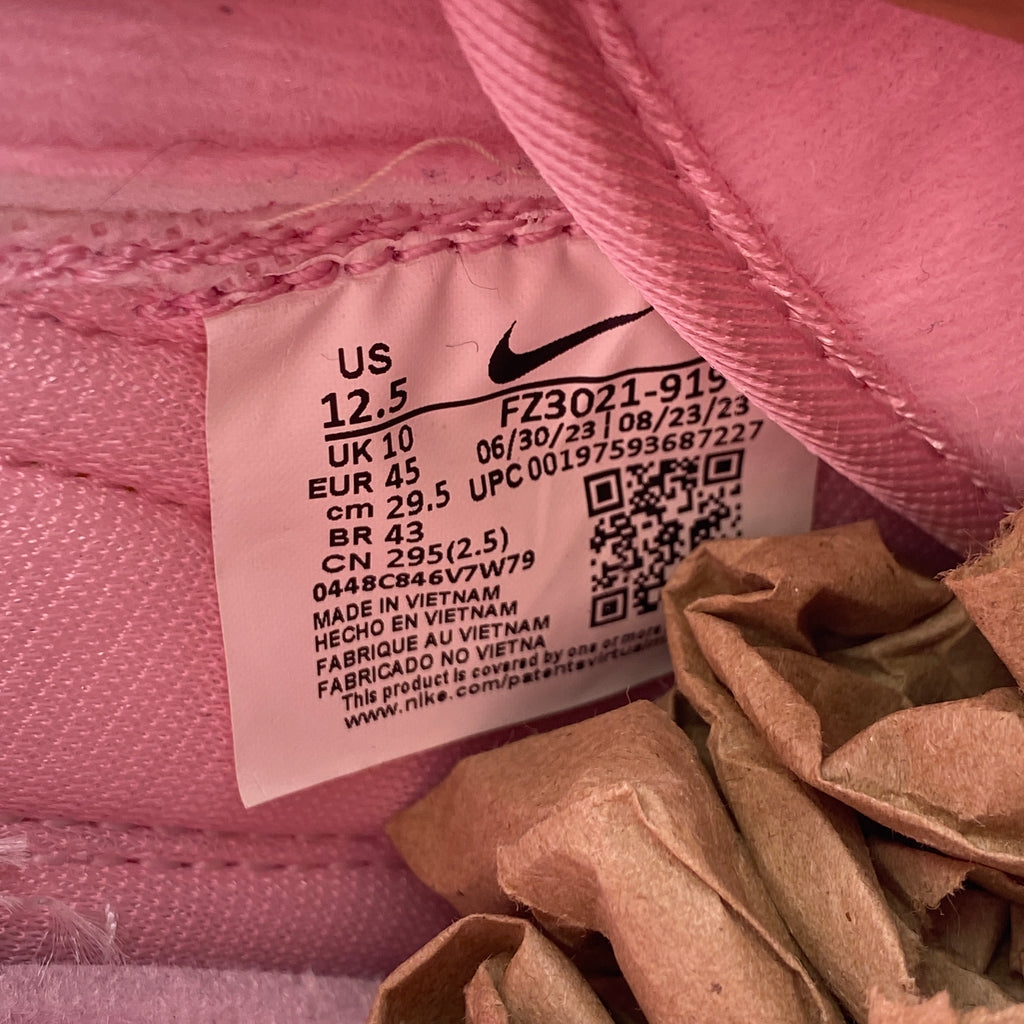 US
12.5
FZ3021-919
UK 10
06/30/23 | 08/23/23
EUR 45
UPC 00197593687227
cm 29.5
BR 43
CN 295(2.5)
0448C846V7W79
MADE IN VIETNAM
HECHO EN VIETNAM
FABRIQUE AU VIETNAM
FABRICADO NO VIETNA
This product is covered by one or more
www.nike.com/patents